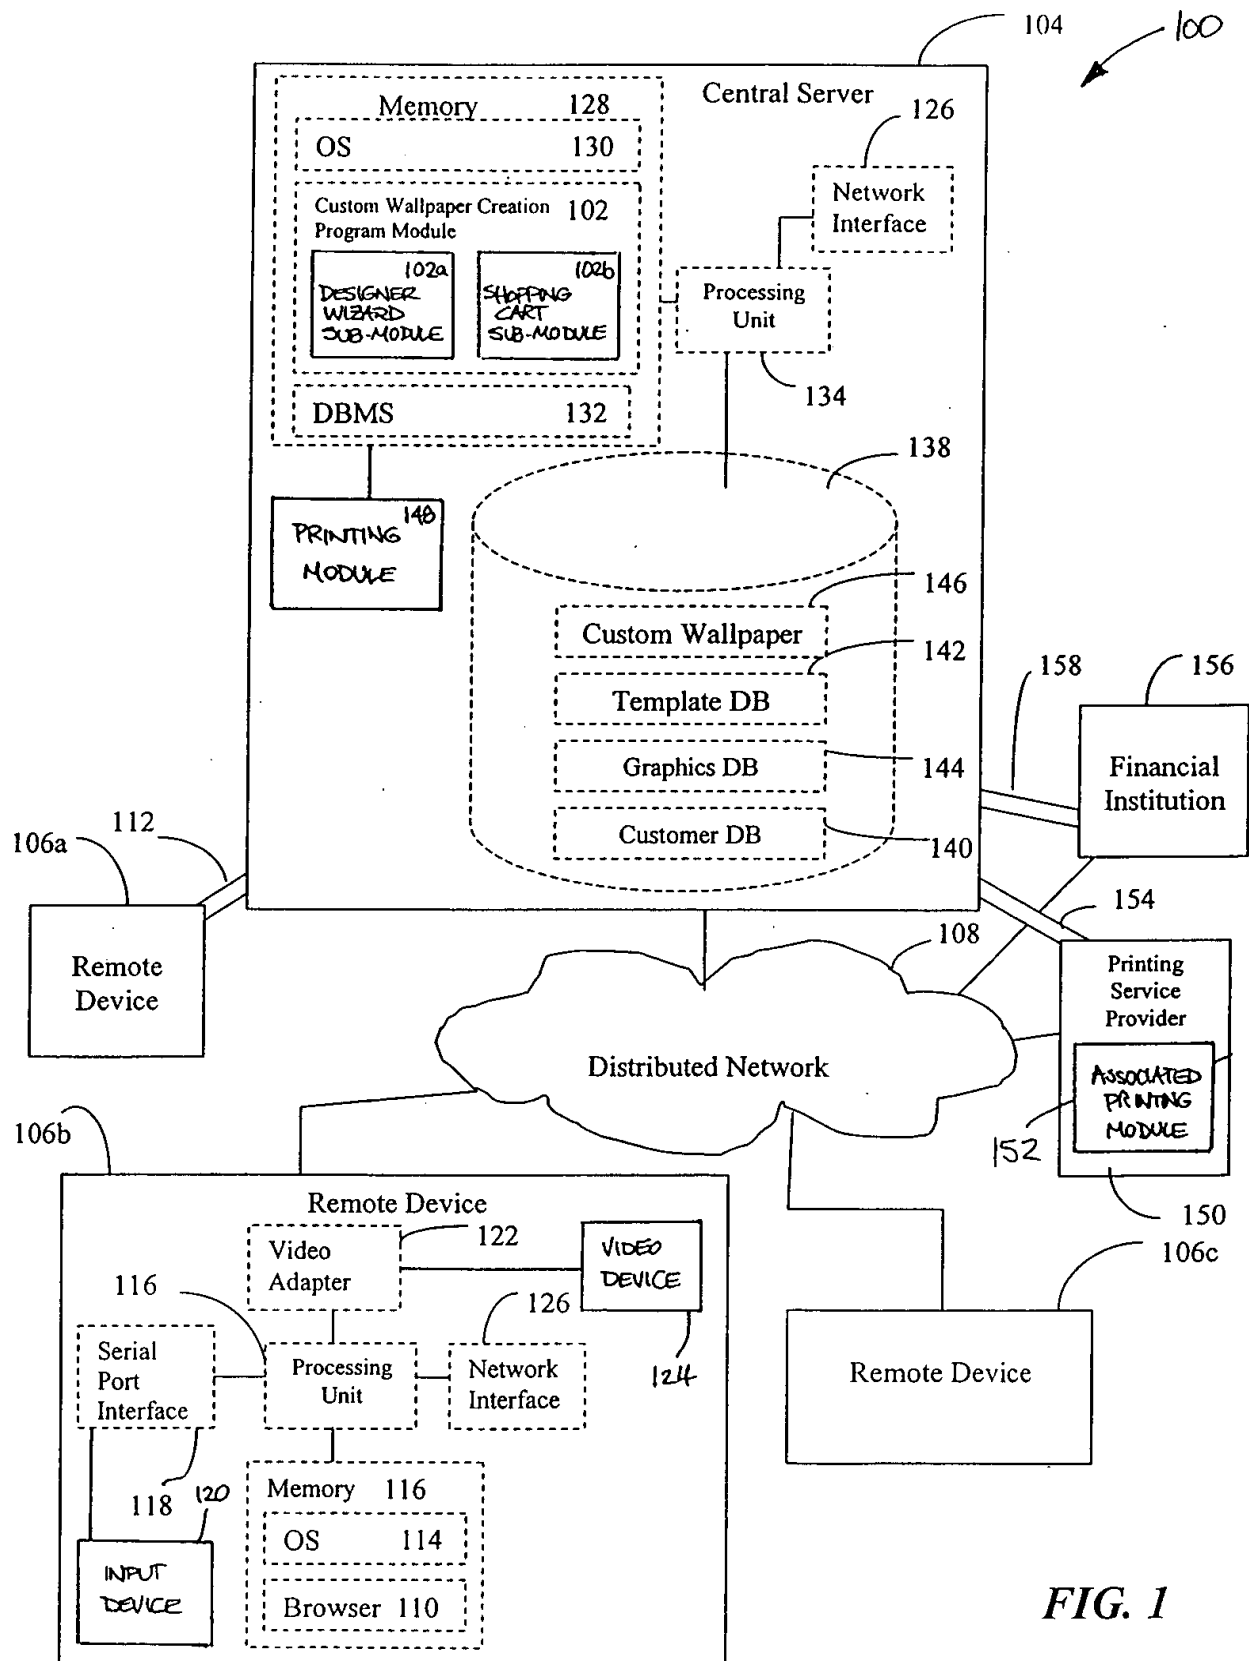 104
100
Central Server
Memory 128
126
OS 130
Network
Interface
Custom Wallpaper Creation 102
Program Module
102a
DESIGNER
WIZARD
SUB-MODULE
102b
SHOPPING
CART
SUB-MODULE
Processing
Unit
134
DBMS 132
138
148
PRINTING
MODULE
146
Custom Wallpaper
142
Template DB
158
156
Graphics DB
144
Financial
Institution
112
106a
Customer DB
140
154
108
Remote
Device
Printing
Service
Provider
Distributed Network
ASSOCIATED
PRINTING
MODULE
106b
152
Remote Device
150
122
Video
Adapter
VIDEO
DEVICE
106c
116
126
Serial
Port
Interface
Processing
Unit
Network
Interface
124
Remote Device
Memory 116
118
120
OS 114
INPUT
DEVICE
Browser 110
FIG. 1